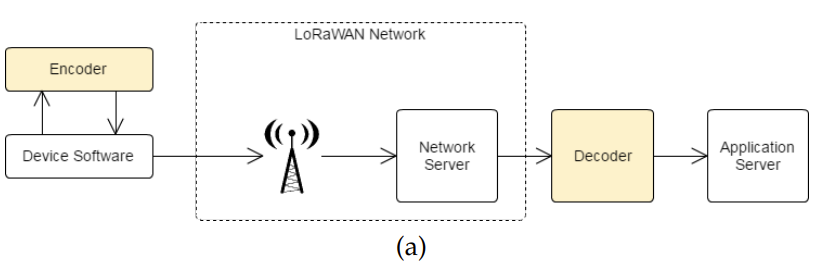 LoRaWAN Network
Encoder
Device Software
Network
Server
Decoder
Application
Server
(a)